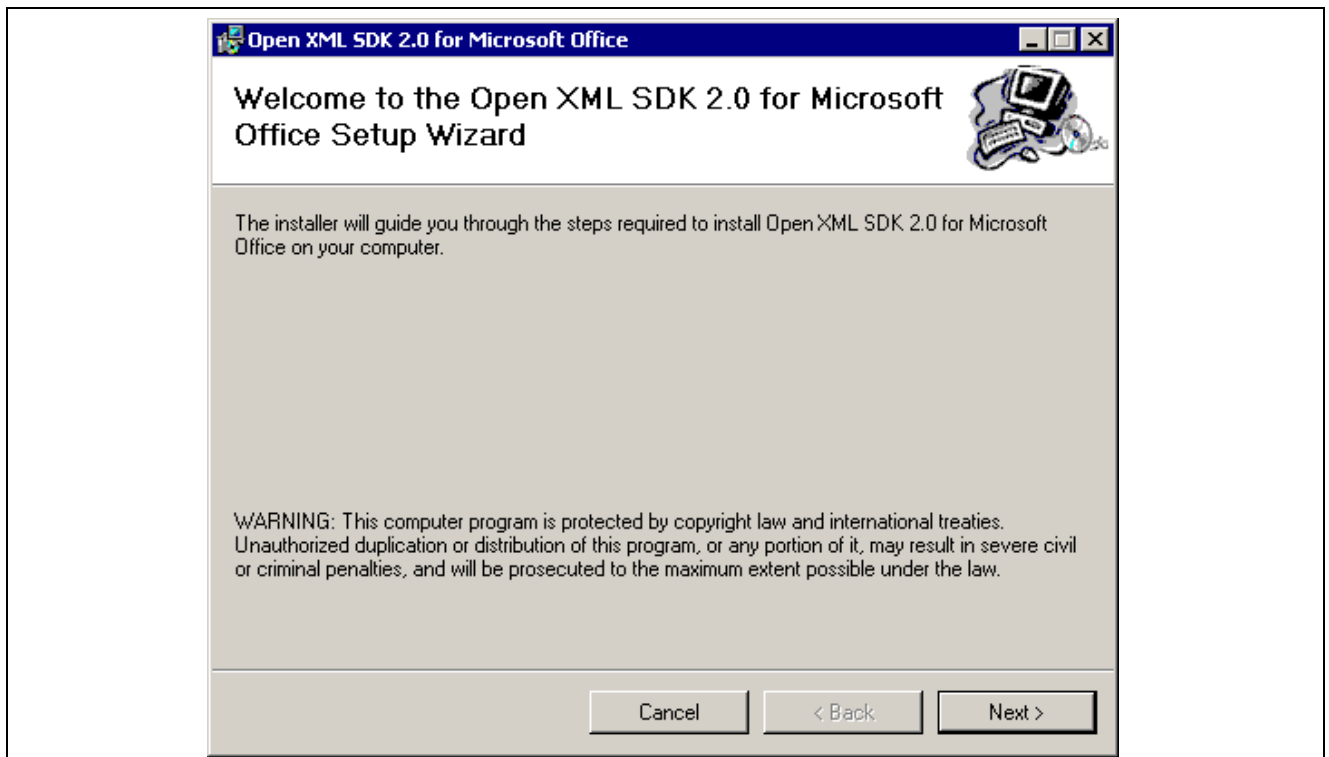 Open XML SDK 2.0 for Microsoft Office
Welcome to the Open XML SDK 2.0 for Microsoft
Office Setup Wizard
The installer will guide you through the steps required to install Open XML SDK 2.0 for Microsoft
Office on your computer.
WARNING: This computer program is protected by copyright law and international treaties.
Unauthorized duplication or distribution of this program, or any portion of it, may result in severe civil
or criminal penalties, and will be prosecuted to the maximum extent possible under the law.
Cancel < Back Next >